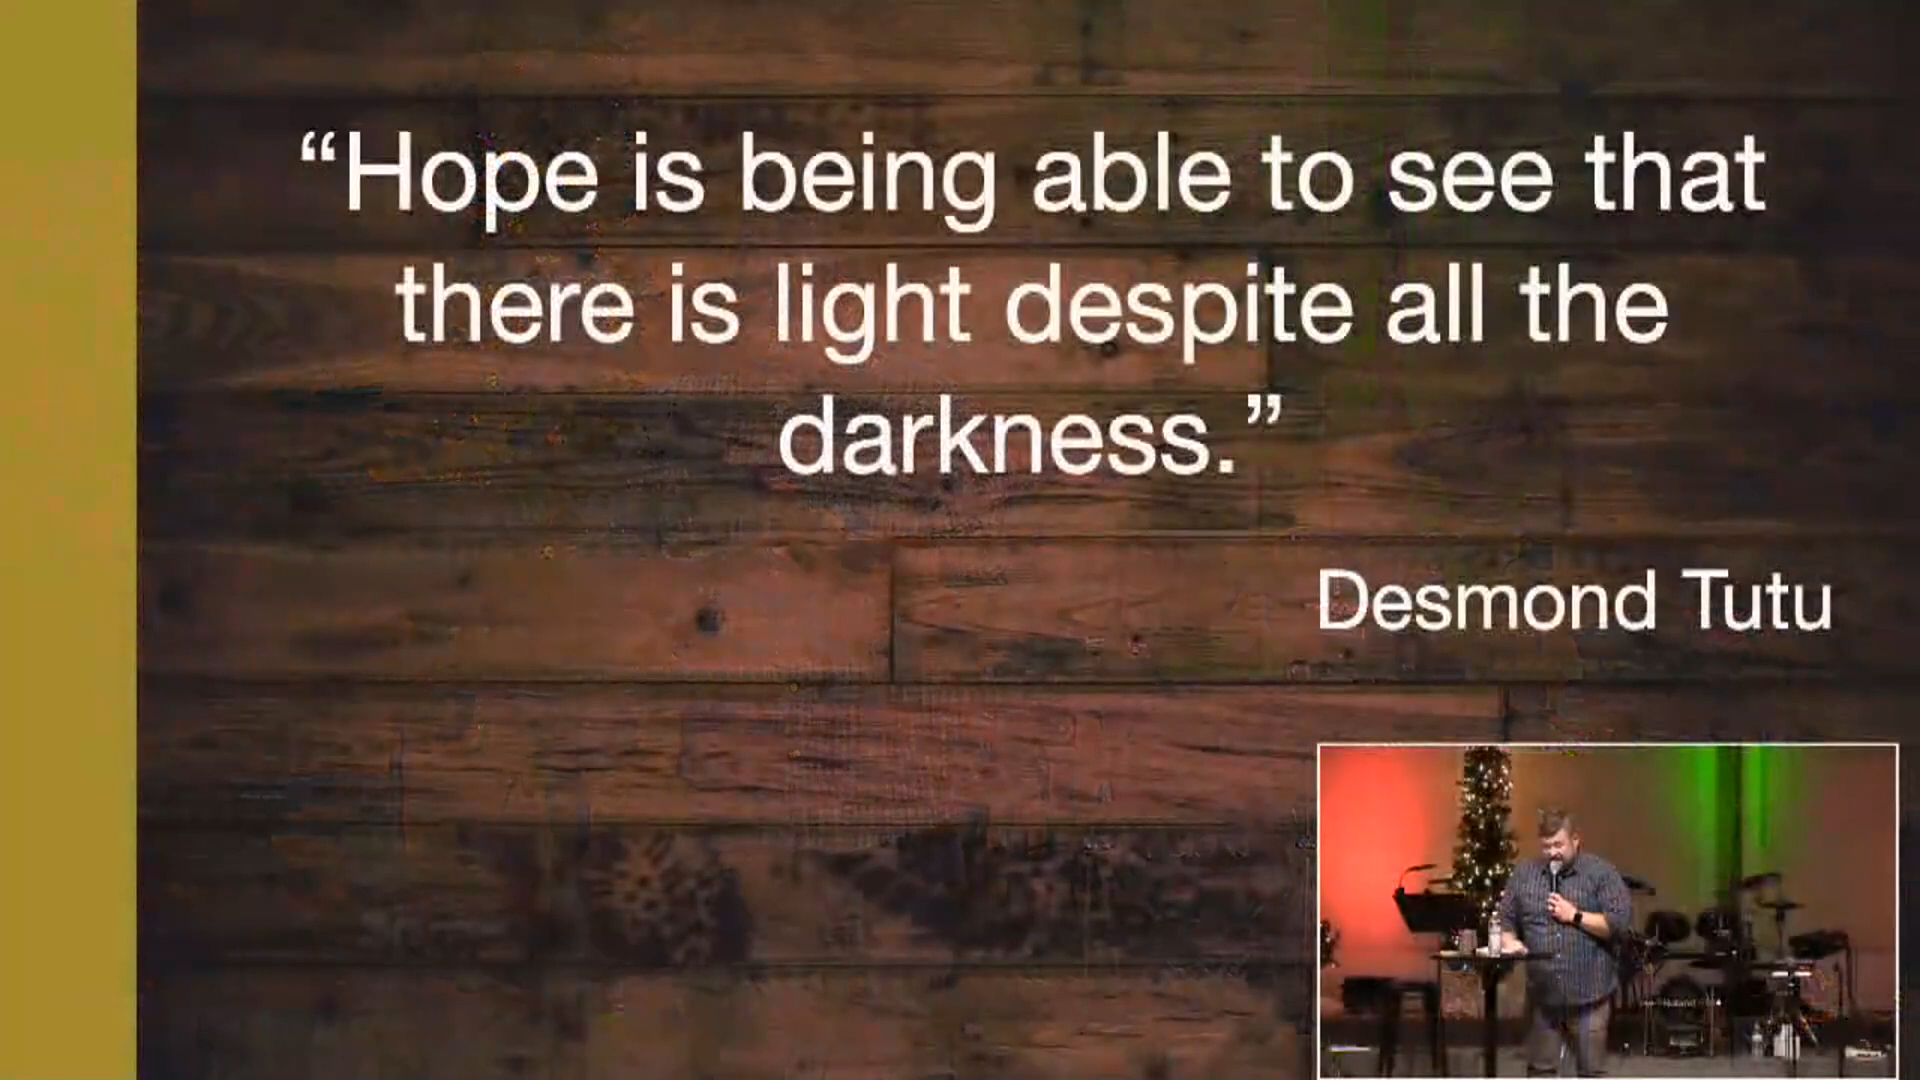 “Hope is being able to see that
there is light despite all the
darkness.”
Desmond Tutu